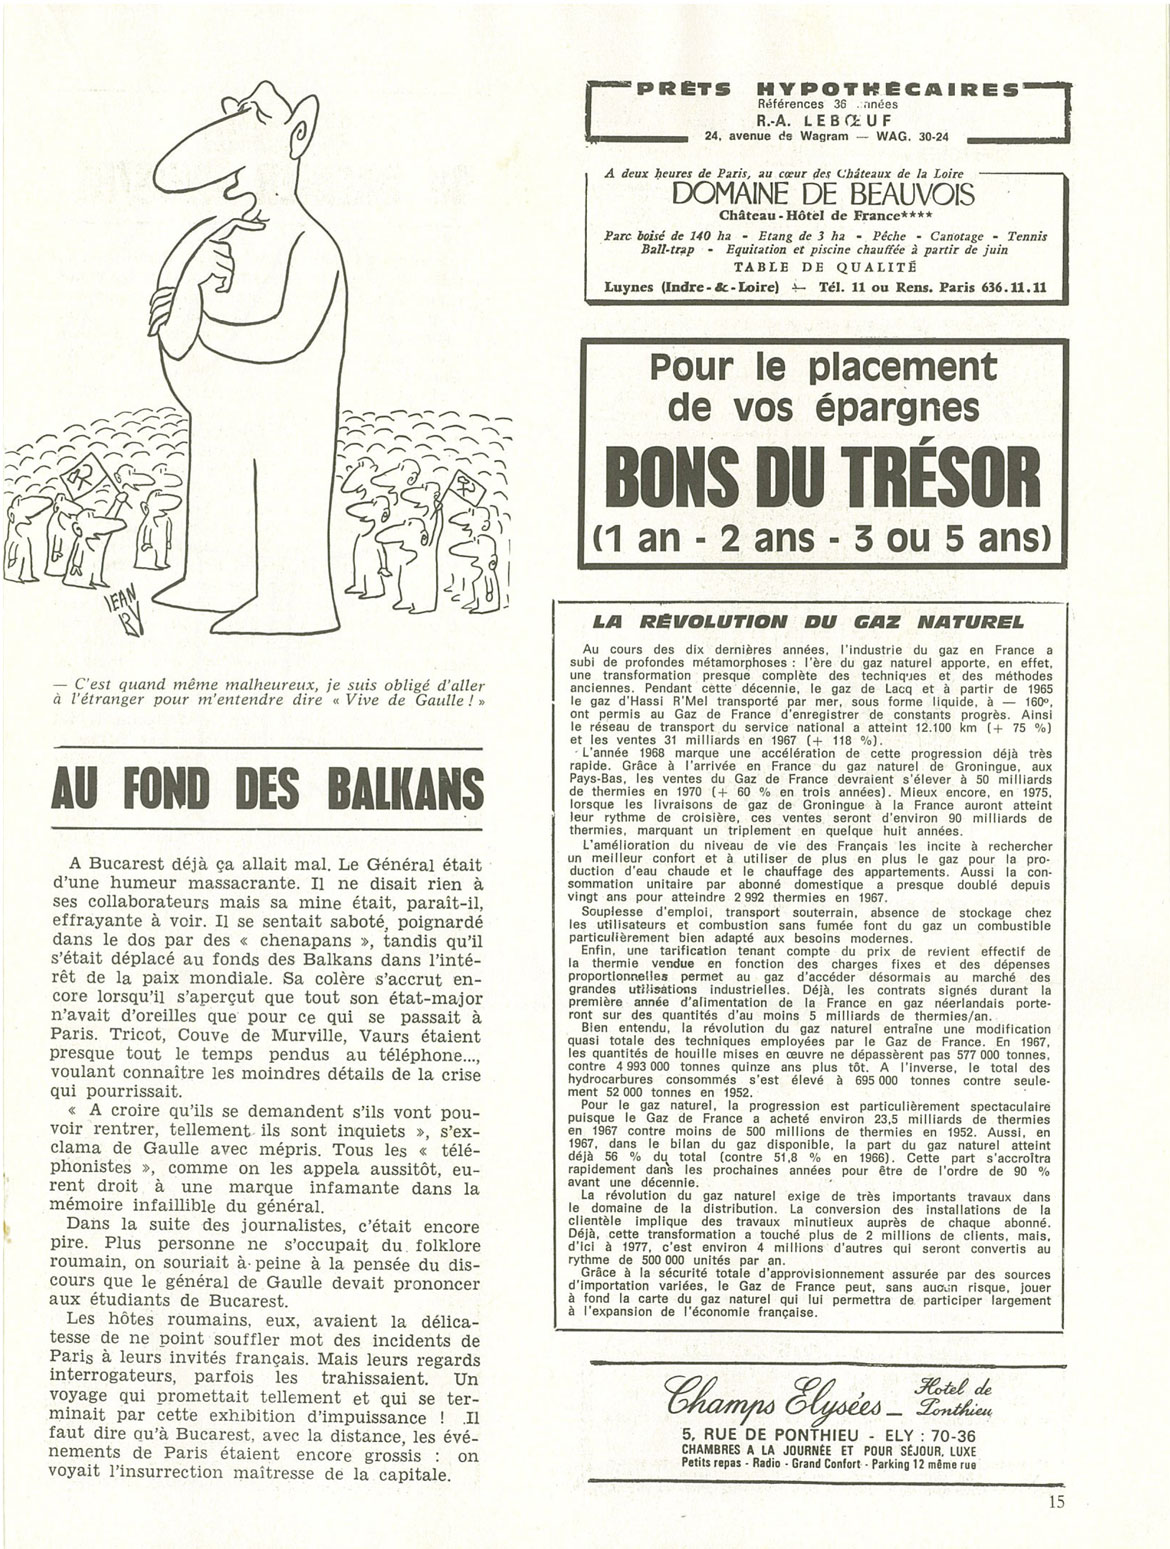 JEAN
RV
— C'est quand même malheureux, je suis obligé d'aller
à l'étranger pour m'entendre dire « Vive de Gaulle ! »
AU FOND DES BALKANS
A Bucarest déjà ça allait mal. Le Général était
d'une humeur massacrante. Il ne disait rien à
ses collaborateurs mais sa mine était, paraît-il,
effrayante à voir. Il se sentait saboté, poignardé
dans le dos par des « chenapans », tandis qu'il
s'était déplacé au fonds des Balkans dans l'inté-
rêt de la paix mondiale. Sa colère s'accrut en-
core lorsqu'il s'aperçut que tout son état-major
n'avait d'oreilles que pour ce qui se passait à
Paris. Tricot, Couve de Murville, Vaurs étaient
presque tout le temps pendus au téléphone...,
voulant connaître les moindres détails de la crise
qui pourrissait.
« A croire qu'ils se demandent s'ils vont pou-
voir rentrer, tellement ils sont inquiets », s'ex-
clama de Gaulle avec mépris. Tous les « télé-
phonistes », comme on les appela aussitôt, eu-
rent droit à une marque infamante dans la
mémoire infaillible du général.
Dans la suite des journalistes, c'était encore
pire. Plus personne ne s'occupait du folklore
roumain, on souriait à peine à la pensée du dis-
cours que le général de Gaulle devait prononcer
aux étudiants de Bucarest.
Les hôtes roumains, eux, avaient la délica-
tesse de ne point souffler mot des incidents de
Paris à leurs invités français. Mais leurs regards
interrogateurs, parfois les trahissaient. Un
voyage qui promettait tellement et qui se ter-
minait par cette exhibition d'impuissance ! Il
faut dire qu'à Bucarest, avec la distance, les évé-
nements de Paris étaient encore grossis : on
voyait l'insurrection maîtresse de la capitale.
PRÊTS HYPOTHÉCAIRES
Références 36 années
R.-A. LEBŒUF
24, avenue de Wagram — WAG. 30-24
A deux heures de Paris, au cœur des Châteaux de la Loire
DOMAINE DE BEAUVOIS
Château-Hôtel de France****
Parc boisé de 140 ha - Etang de 3 ha - Pêche - Canotage - Tennis
Ball-trap - Equitation et piscine chauffée à partir de juin
TABLE DE QUALITÉ
Luynes (Indre-&-Loire) — Tél. 11 ou Rens. Paris 636.11.11
Pour le placement
de vos épargnes
BONS DU TRÉSOR
(1 an - 2 ans - 3 ou 5 ans)
LA RÉVOLUTION DU GAZ NATUREL
Au cours des dix dernières années, l'industrie du gaz en France a
subi de profondes métamorphoses : l'ère du gaz naturel apporte, en effet,
une transformation presque complète des techniques et des méthodes
anciennes. Pendant cette décennie, le gaz de Lacq et à partir de 1965
le gaz d'Hassi R'Mel transporté par mer, sous forme liquide, à — 160°,
ont permis au Gaz de France d'enregistrer de constants progrès. Ainsi
le réseau de transport du service national a atteint 12.100 km (+ 75 %)
et les ventes 31 milliards en 1967 (+ 118 %).
L'année 1968 marque une accélération de cette progression déjà très
rapide. Grâce à l'arrivée en France du gaz naturel de Groningue, aux
Pays-Bas, les ventes du Gaz de France devraient s'élever à 50 milliards
de thermies en 1970 (+ 60 % en trois années). Mieux encore, en 1975,
lorsque les livraisons de gaz de Groningue à la France auront atteint
leur rythme de croisière, ces ventes seront d'environ 90 milliards de
thermies, marquant un triplement en quelque huit années.
L'amélioration du niveau de vie des Français les incite à rechercher
un meilleur confort et à utiliser de plus en plus le gaz pour la pro-
duction d'eau chaude et le chauffage des appartements. Aussi la con-
sommation unitaire par abonné domestique a presque doublé depuis
vingt ans pour atteindre 2 992 thermies en 1967.
Souplesse d'emploi, transport souterrain, absence de stockage chez
les utilisateurs et combustion sans fumée font du gaz un combustible
particulièrement bien adapté aux besoins modernes.
Enfin, une tarification tenant compte du prix de revient effectif de
la thermie vendue en fonction des charges fixes et des dépenses
proportionnelles permet au gaz d'accéder désormais au marché des
grandes utilisations industrielles. Déjà, les contrats signés durant la
première année d'alimentation de la France en gaz néerlandais porte-
ront sur des quantités d'au moins 5 milliards de thermies/an.
Bien entendu, la révolution du gaz naturel entraîne une modification
quasi totale des techniques employées par le Gaz de France. En 1967,
les quantités de houille mises en œuvre ne dépassèrent pas 577 000 tonnes,
contre 4 993 000 tonnes quinze ans plus tôt. A l'inverse, le total des
hydrocarbures consommés s'est élevé à 695 000 tonnes contre seule-
ment 52 000 tonnes en 1952.
Pour le gaz naturel, la progression est particulièrement spectaculaire
puisque le Gaz de France a acheté environ 23,5 milliards de thermies
en 1967 contre moins de 500 millions de thermies en 1952. Aussi, en
1967, dans le bilan du gaz disponible, la part du gaz naturel atteint
déjà 56 % du total (contre 51,8 % en 1966). Cette part s'accroîtra
rapidement dans les prochaines années pour être de l'ordre de 90 %
avant une décennie.
La révolution du gaz naturel exige de très importants travaux dans
le domaine de la distribution. La conversion des installations de la
clientèle implique des travaux minutieux auprès de chaque abonné.
Déjà, cette transformation a touché plus de 2 millions de clients, mais,
d'ici à 1977, c'est environ 4 millions d'autres qui seront convertis au
rythme de 500 000 unités par an.
Grâce à la sécurité totale d'approvisionnement assurée par des sources
d'importation variées, le Gaz de France peut, sans aucun risque, jouer
à fond la carte du gaz naturel qui lui permettra de participer largement
à l'expansion de l'économie française.
Champs Elysées — Hotel de
Ponthieu
5, RUE DE PONTHIEU - ELY : 70-36
CHAMBRES A LA JOURNÉE ET POUR SÉJOUR, LUXE
Petits repas - Radio - Grand Confort - Parking 12 même rue
15